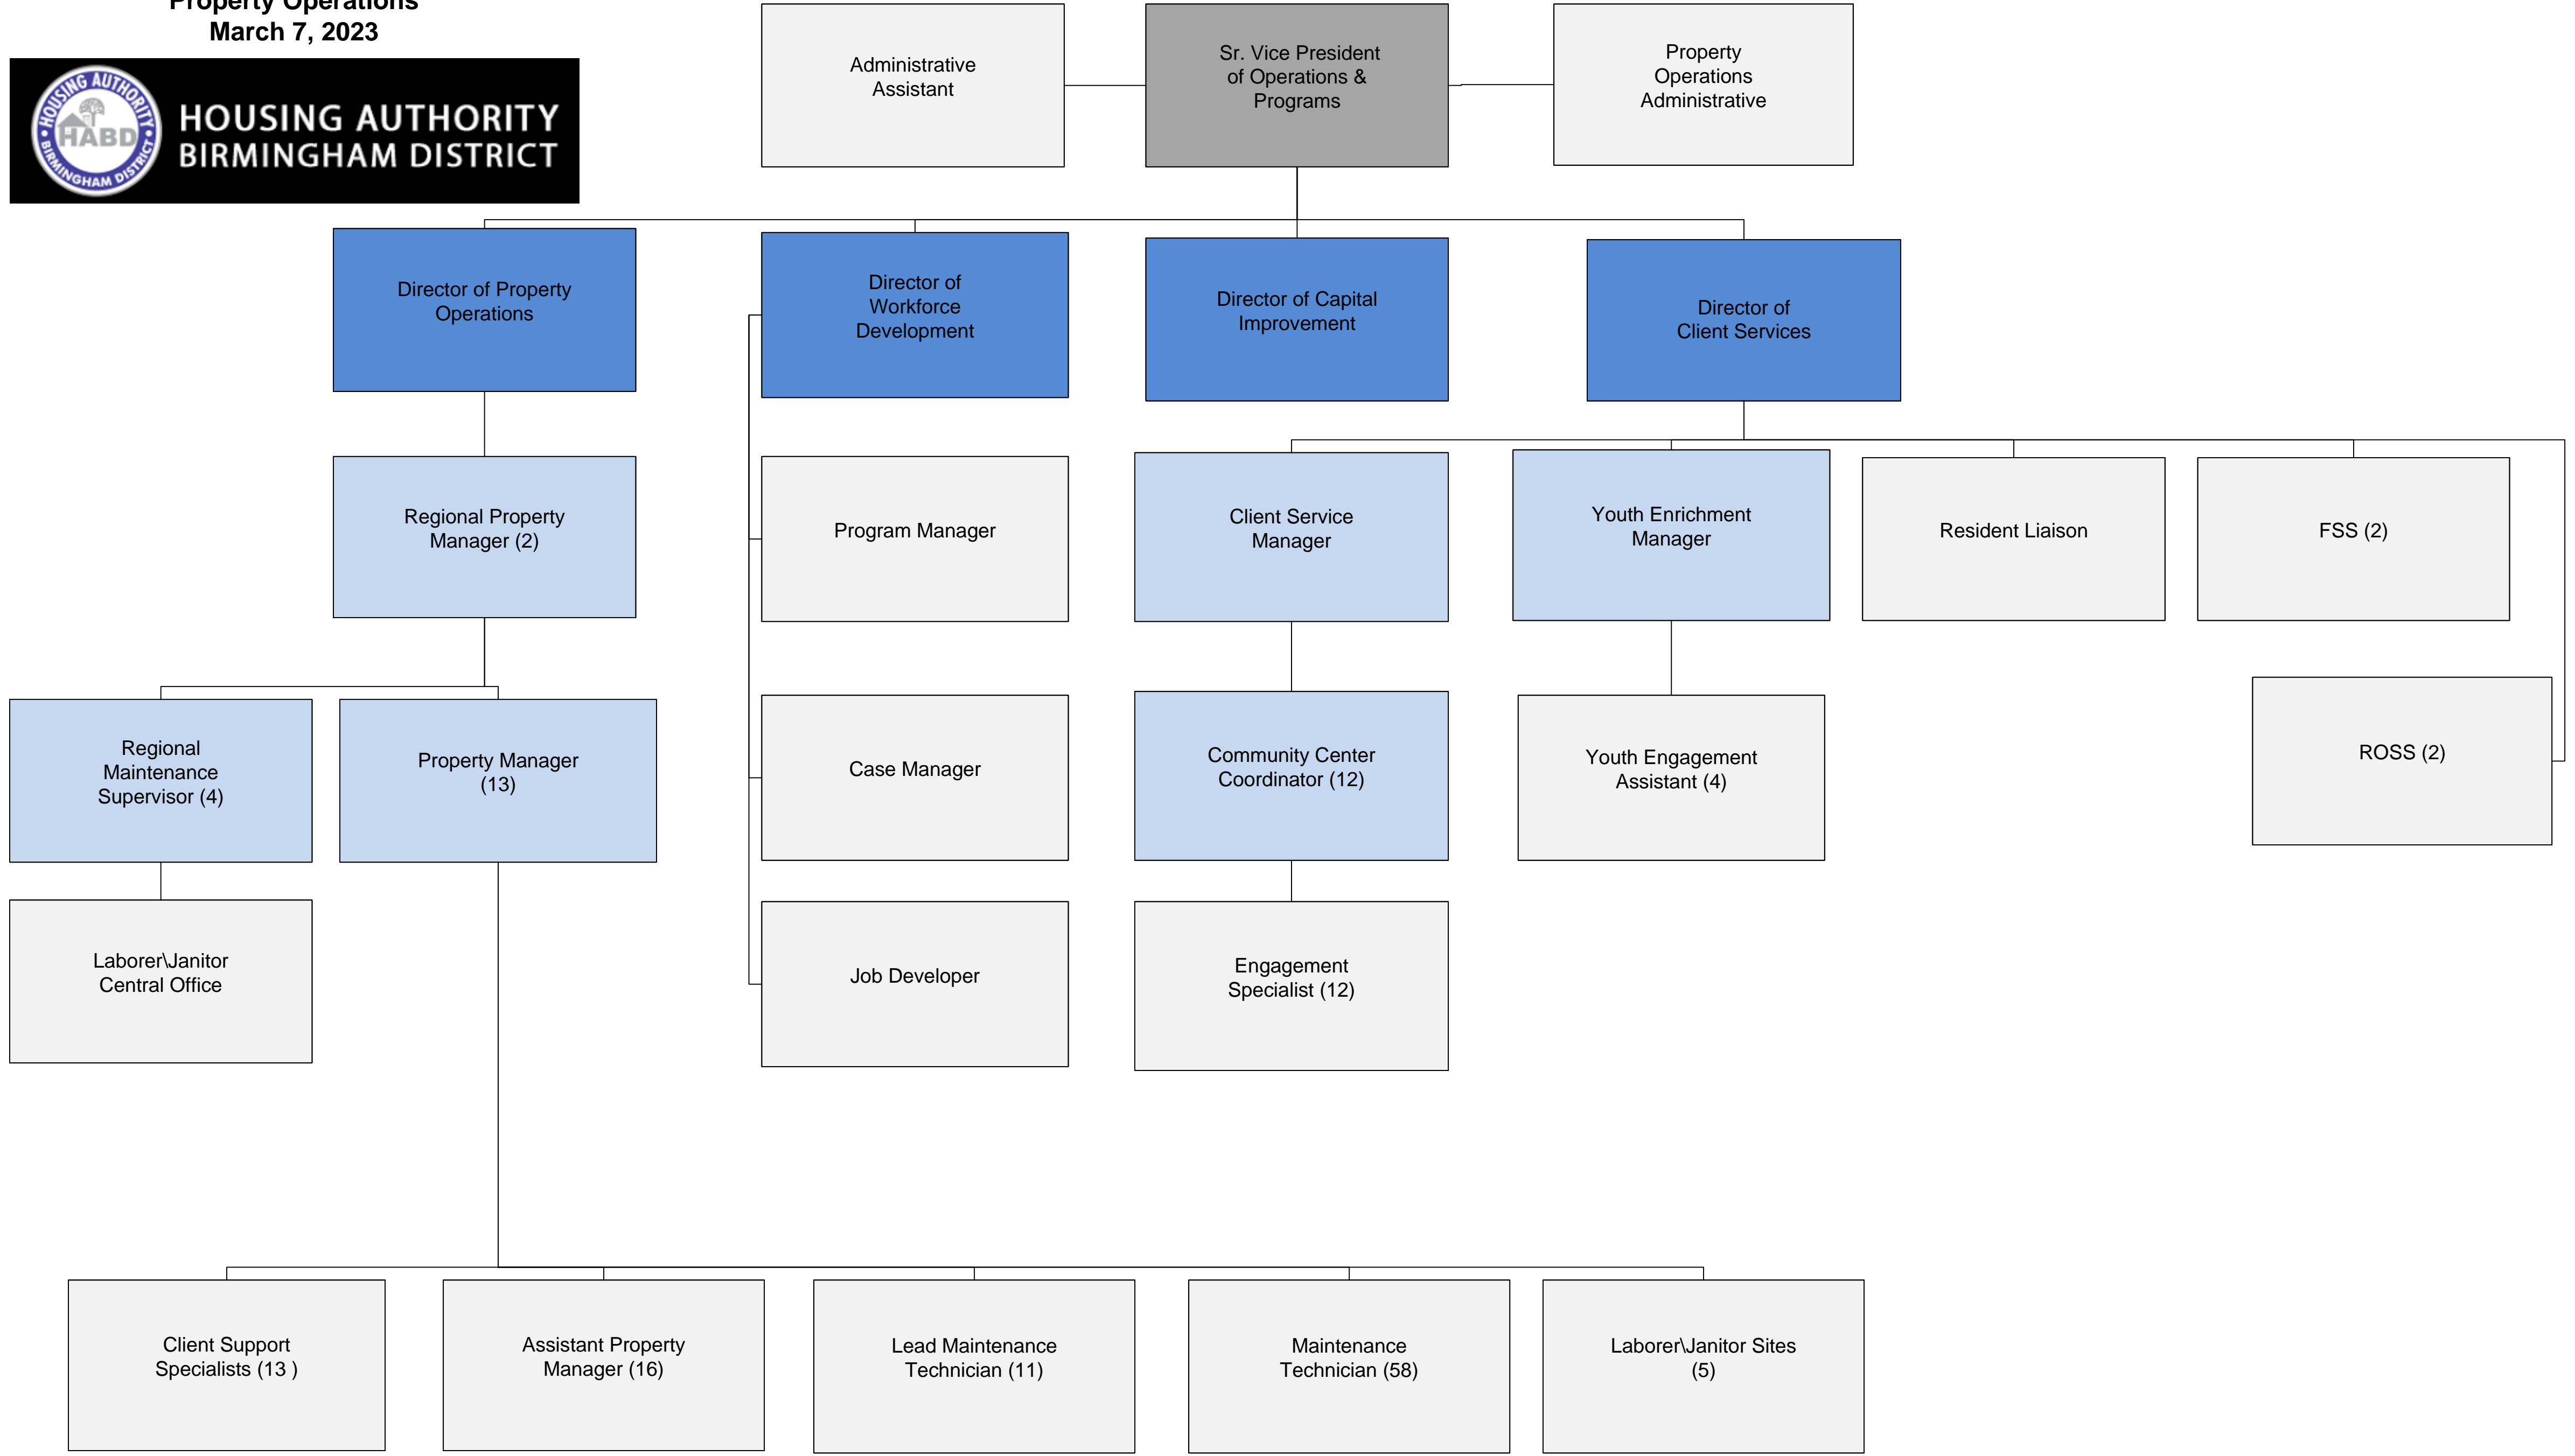 Property Operations
March 7, 2023
HOUSING AUTHORITY
BIRMINGHAM DISTRICT
HABD
HOUSING AUTHORITY
BIRMINGHAM DISTRICT
Administrative
Assistant
Sr. Vice President
of Operations &
Programs
Property
Operations
Administrative
Director of Property
Operations
Director of
Workforce
Development
Director of Capital
Improvement
Director of
Client Services
Regional Property
Manager (2)
Program Manager
Client Service
Manager
Youth Enrichment
Manager
Resident Liaison
FSS (2)
Regional
Maintenance
Supervisor (4)
Property Manager
(13)
Case Manager
Community Center
Coordinator (12)
Youth Engagement
Assistant (4)
ROSS (2)
Laborer\Janitor
Central Office
Job Developer
Engagement
Specialist (12)
Client Support
Specialists (13 )
Assistant Property
Manager (16)
Lead Maintenance
Technician (11)
Maintenance
Technician (58)
Laborer\Janitor Sites
(5)